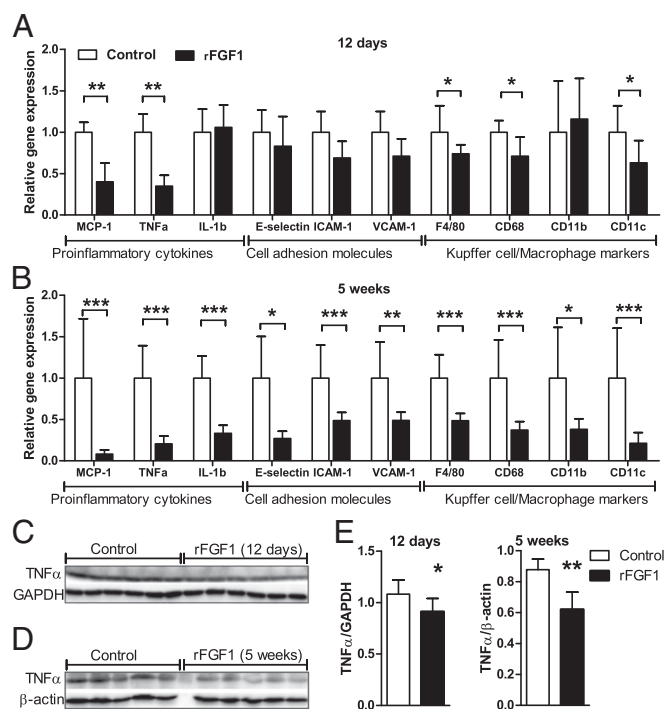 A
12 days
Control rFGF1
Relative gene expression
2.0
1.5
1.0
0.5
0.0
** ** * * *
MCP-1 TNFa IL-1b E-selectin ICAM-1 VCAM-1 F4/80 CD68 CD11b CD11c
Proinflammatory cytokines Cell adhesion molecules Kupffer cell/Macrophage markers
B
5 weeks
Relative gene expression
2.0
1.5
1.0
0.5
0.0
*** *** *** * *** ** *** *** * ***
MCP-1 TNFa IL-1b E-selectin ICAM-1 VCAM-1 F4/80 CD68 CD11b CD11c
Proinflammatory cytokines Cell adhesion molecules Kupffer cell/Macrophage markers
C
Control rFGF1 (12 days)
TNFα
GAPDH
D
Control rFGF1 (5 weeks)
TNFα
β-actin
E
12 days
TNFα/GAPDH
1.5
1.0
0.5
0.0
*
5 weeks
TNFα/β-actin
1.0
0.8
0.6
0.4
0.2
0.0
**
Control
rFGF1